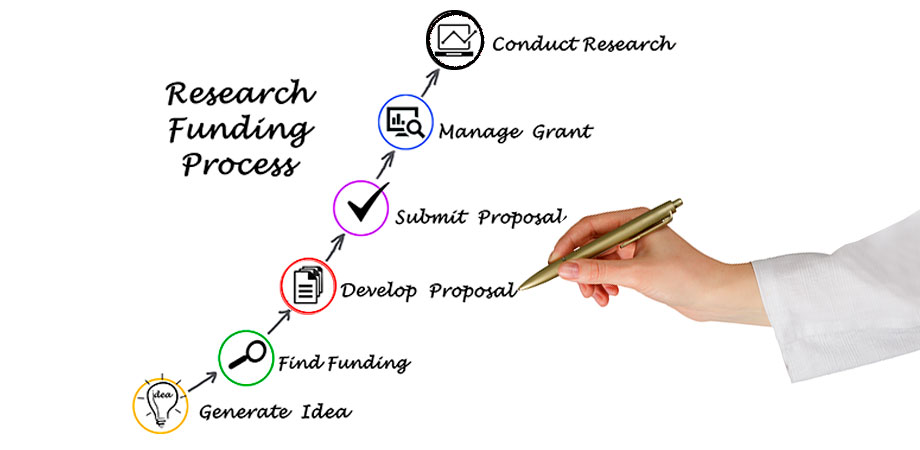 Research
Funding
Process
Conduct Research
Manage Grant
Submit Proposal
Develop Proposal
Find Funding
idea
Generate Idea